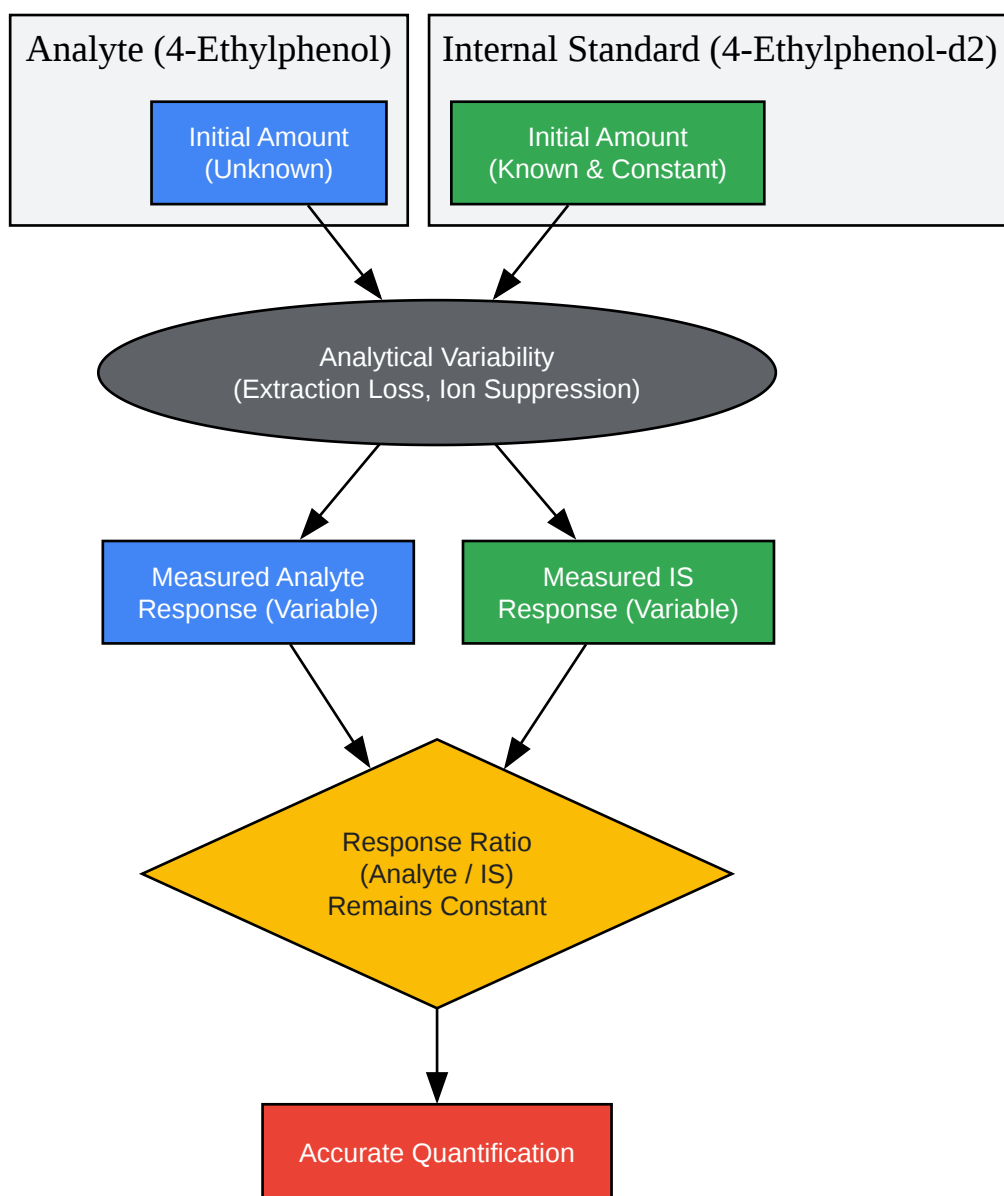 Analyte (4-Ethylphenol)
Internal Standard (4-Ethylphenol-d2)
Initial Amount
(Unknown)
Initial Amount
(Known & Constant)
Analytical Variability
(Extraction Loss, Ion Suppression)
Measured Analyte
Response (Variable)
Measured IS
Response (Variable)
Response Ratio
(Analyte / IS)
Remains Constant
Accurate Quantification